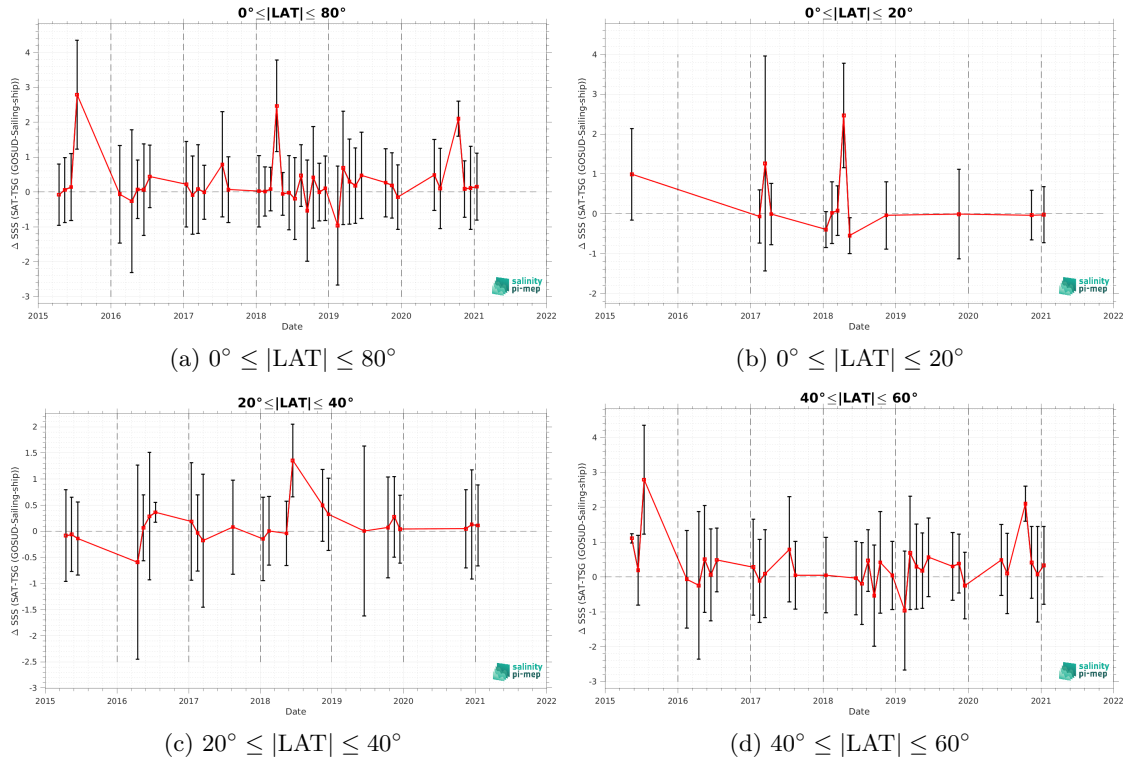 0°≤|LAT|≤ 80°
Δ SSS (SAT-TSG (GOSUD-Sailing-ship))
4
3
2
1
0
-1
-2
-3
2015 2016 2017 2018 2019 2020 2021 2022
Date
salinity
pi-mep
(a) 0° ≤ |LAT| ≤ 80°
0°≤|LAT|≤ 20°
Δ SSS (SAT-TSG (GOSUD-Sailing-ship))
4
3
2
1
0
-1
-2
2015 2016 2017 2018 2019 2020 2021 2022
Date
salinity
pi-mep
(b) 0° ≤ |LAT| ≤ 20°
20°≤|LAT|≤ 40°
Δ SSS (SAT-TSG (GOSUD-Sailing-ship))
2
1.5
1
0.5
0
-0.5
-1
-1.5
-2
-2.5
-3
2015 2016 2017 2018 2019 2020 2021 2022
Date
salinity
pi-mep
(c) 20° ≤ |LAT| ≤ 40°
40°≤|LAT|≤ 60°
Δ SSS (SAT-TSG (GOSUD-Sailing-ship))
4
3
2
1
0
-1
-2
-3
2015 2016 2017 2018 2019 2020 2021 2022
Date
salinity
pi-mep
(d) 40° ≤ |LAT| ≤ 60°